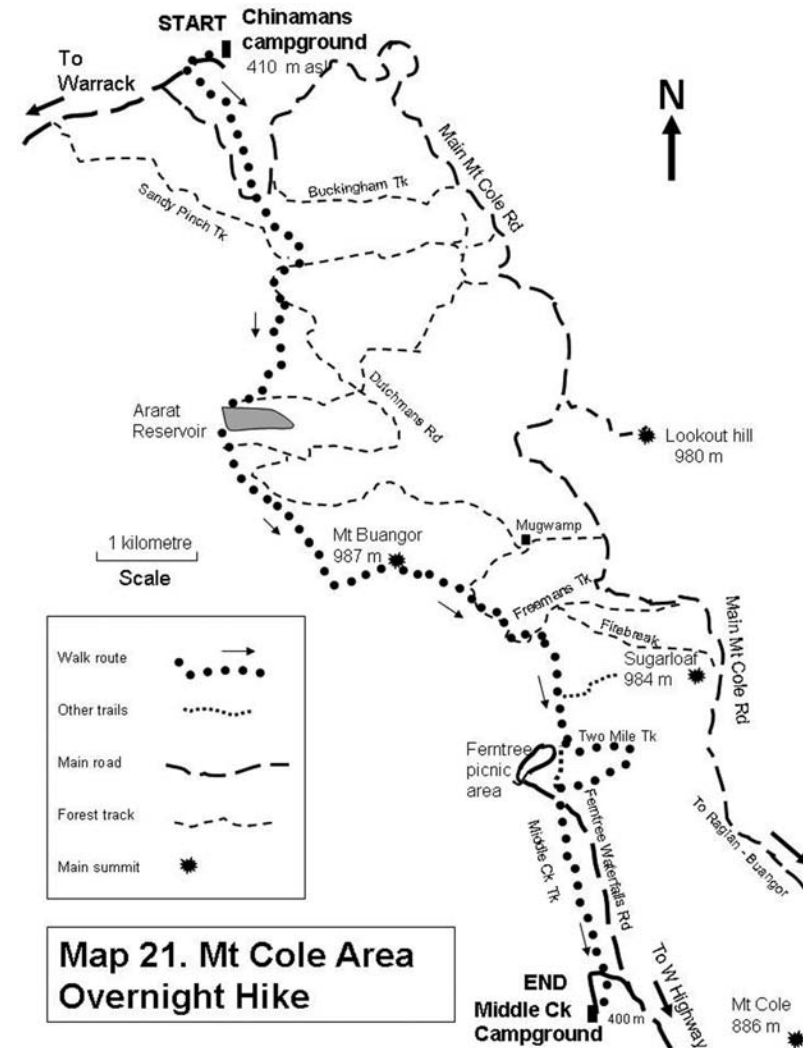 START
Chinamans
campground
410 m asl
To
Warrack
N
Main Mt Cole Rd
Buckingham Tk
Sandy Pinch Tk
Dutchmans Rd
Ararat
Reservoir
Lookout hill
980 m
1 kilometre
Scale
Mt Buangor
987 m
Mugwamp
Freemans Tk
Firebreak
Main Mt Cole Rd
Sugarloaf
984 m
Walk route
Other trails
Main road
Forest track
Main summit
Two Mile Tk
Ferntree
picnic
area
Ferntree Waterfalls Rd
Middle Ck Tk
To Raglan - Buangor
Map 21. Mt Cole Area
Overnight Hike
END
Middle Ck
Campground
400 m
To W Highway
Mt Cole
886 m